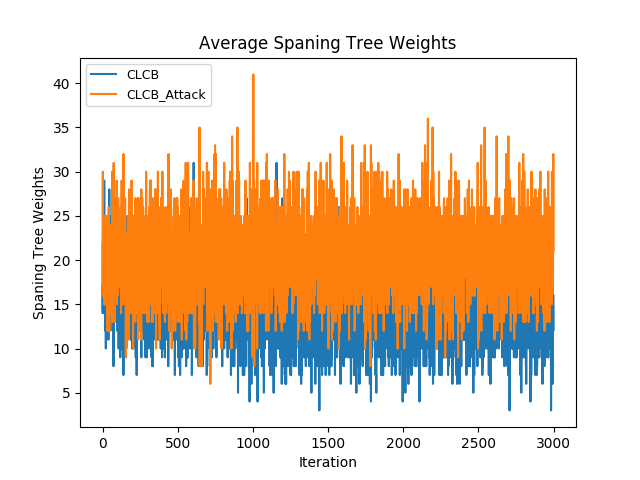 Average Spaning Tree Weights
CLCB
CLCB_Attack
40
35
30
25
20
15
10
5
Spaning Tree Weights
0 500 1000 1500 2000 2500 3000
Iteration